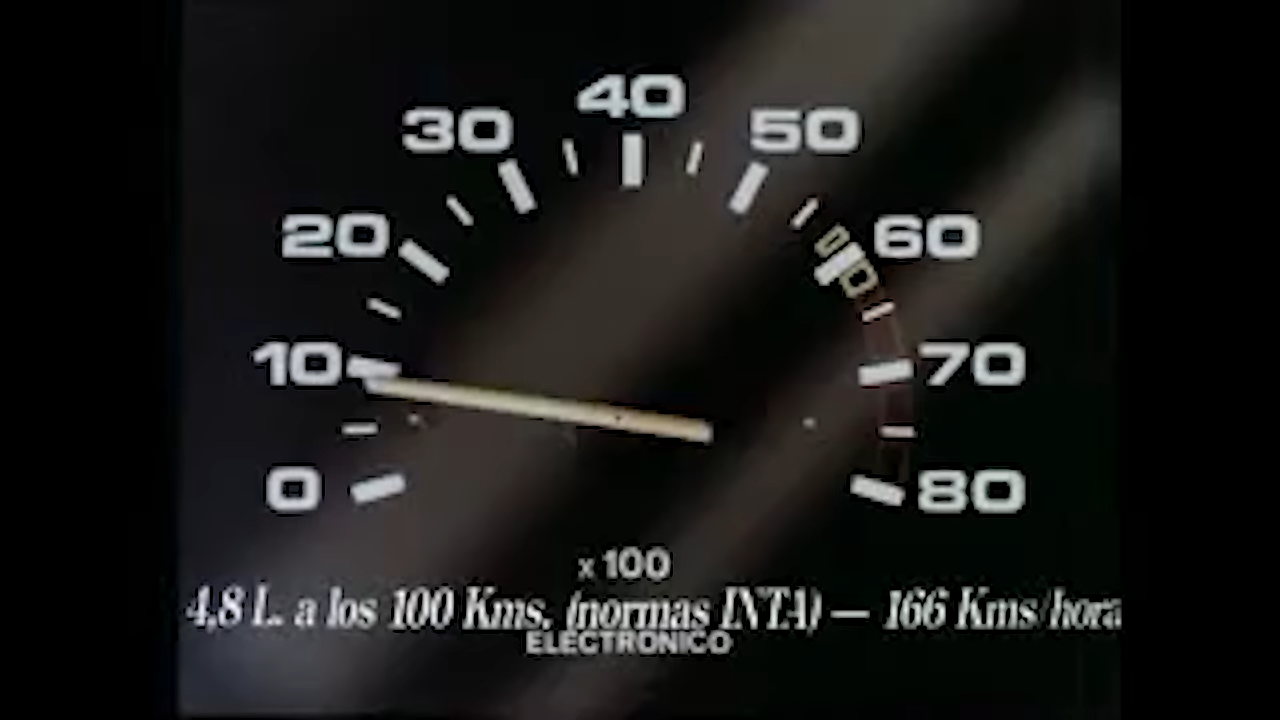 40
30 50
20 60
10 70
0 80
x 100
4,8 L. a los 100 Kms. (normas INTA) — 166 Kms/hora
ELECTRONICO